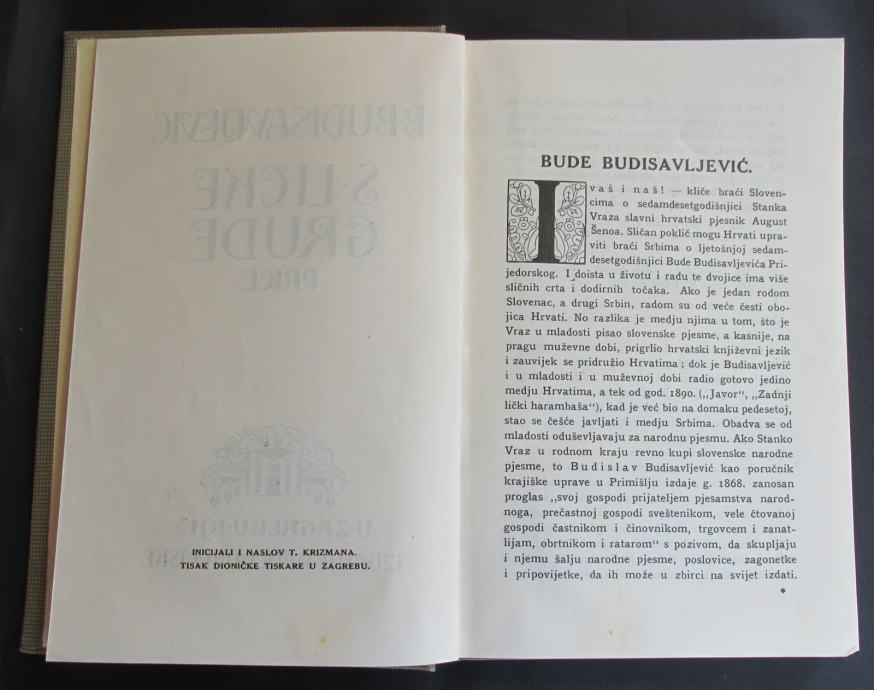 BUDISAVLJEVIĆ
S LIČKE
GRUDE
PRIČE
U ZAGREBU 1913
INICIJALI I NASLOV T. KRIZMANA.
TISAK DIONIČKE TISKARE U ZAGREBU.
IV
BUDE BUDISAVLJEVIĆ.
I vaš i naš! — kliče braći Sloven-
cima o sedamdesetgodišnjici Stanka
Vraza slavni hrvatski pjesnik August
Šenoa. Sličan poklič mogu Hrvati upra-
viti braći Srbima o ljetošnjoj sedam-
desetgodišnjici Bude Budisavljevića Pri-
jedorskog. I doista u životu i radu te dvojice ima više
sličnih crta i dodirnih točaka. Ako je jedan rodom
Slovenac, a drugi Srbin, radom su od veće česti obo-
jica Hrvati. No razlika je medju njima u tom, što je
Vraz u mladosti pisao slovenske pjesme, a kasnije, na
pragu muževne dobi, prigrlio hrvatski književni jezik
i zauvijek se pridružio Hrvatima; dok je Budisavljević
i u mladosti i u muževnoj dobi radio gotovo jedino
medju Hrvatima, a tek od god. 1890. („Javor“, „Zadnji
lički harambaša“), kad je već bio na domaku pedesetoj,
stao se češće javljati i medju Srbima. Obadva se od
mladosti oduševljavaju za narodnu pjesmu. Ako Stanko
Vraz u rodnom kraju revno kupi slovenske narodne
pjesme, to Budislav Budisavljević kao poručnik
krajiške uprave u Primišlju izdaje g. 1868. zanosan
proglas „svoj gospodi prijateljem pjesamstva narod-
noga, prečastnoj gospodi sveštenikom, vele čtovanoj
gospodi častnikom i činovnikom, trgovcem i zanat-
lijam, obrtnikom i ratarom“ s pozivom, da skupljaju
i njemu šalju narodne pjesme, poslovice, zagonetke
i pripovijetke, da ih može u zbirci na svijet izdati.
*